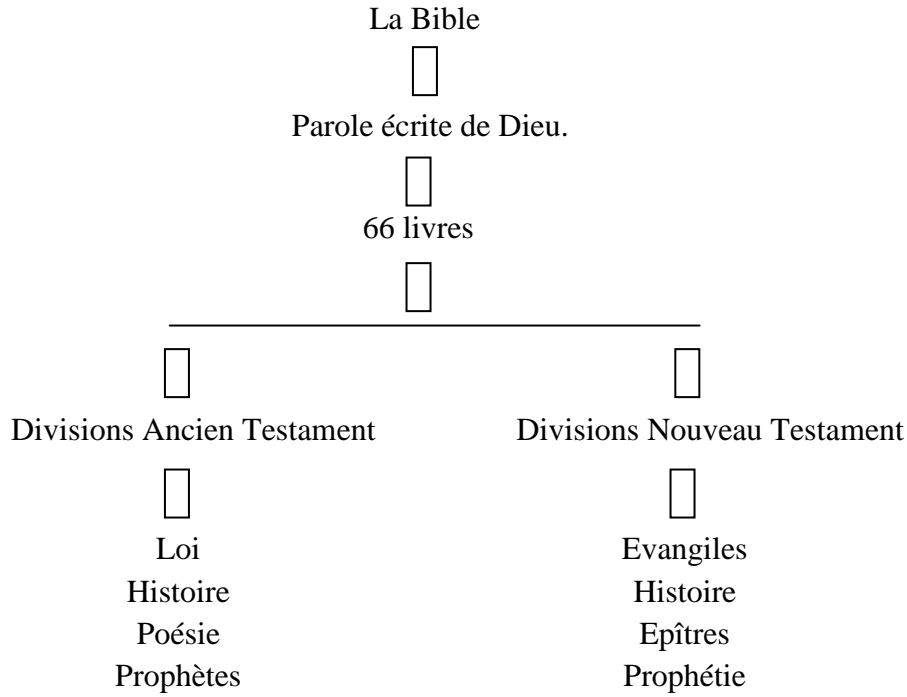 La Bible
Parole écrite de Dieu.
66 livres
Divisions Ancien Testament
Divisions Nouveau Testament
Loi
Histoire
Poésie
Prophètes
Evangiles
Histoire
Epîtres
Prophétie